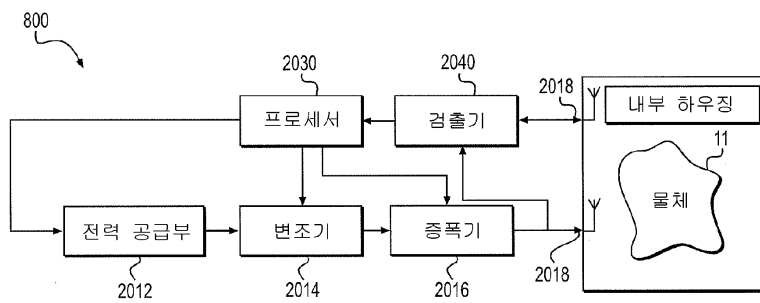 800
2030
2040
2018
내부 하우징
프로세서
검출기
11
물체
전력 공급부
변조기
증폭기
2018
2012
2014
2016